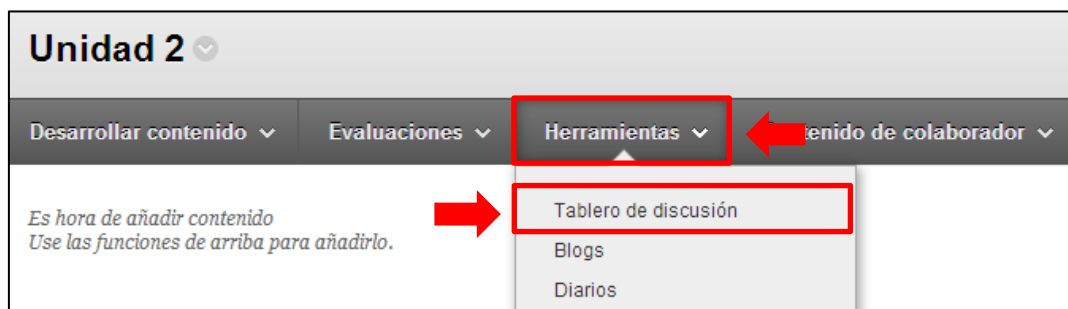 Unidad 2
Desarrollar contenido Evaluaciones Herramientas tenido de colaborador
Es hora de añadir contenido
Use las funciones de arriba para añadirlo.
Tablero de discusión
Blogs
Diarios